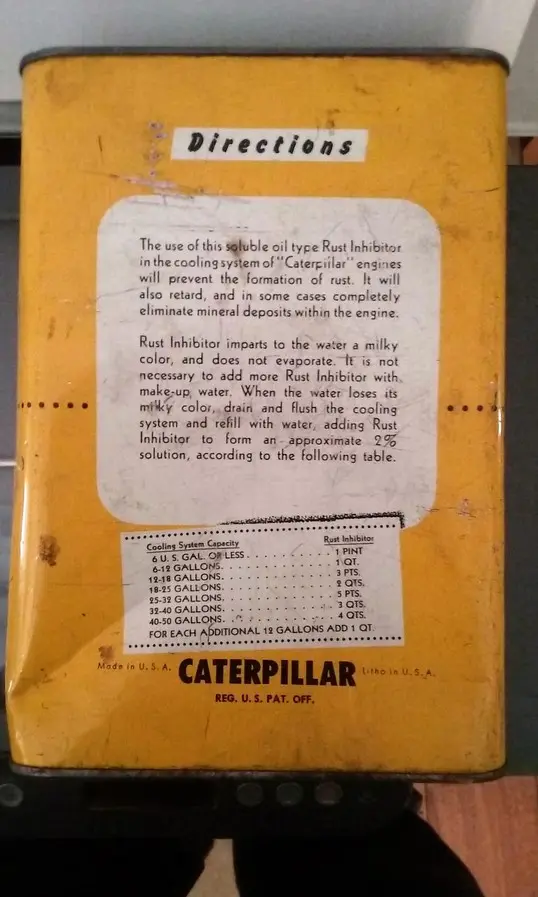 Directions
The use of this soluble oil type Rust Inhibitor
in the cooling system of "Caterpillar" engines
will prevent the formation of rust. It will
also retard, and in some cases completely
eliminate mineral deposits within the engine.
Rust Inhibitor imparts to the water a milky
color, and does not evaporate. It is not
necessary to add more Rust Inhibitor with
make-up water. When the water loses its
milky color, drain and flush the cooling
system and refill with water, adding Rust
Inhibitor to form an approximate 2%
solution, according to the following table.
Cooling System Capacity Rust Inhibitor
6 U. S. GAL. OR LESS . . . . . . . . . . . . 1 PINT
6-12 GALLONS. . . . . . . . . . . . . . . 1 QT.
12-18 GALLONS. . . . . . . . . . . . . . . 3 PTS.
18-25 GALLONS. . . . . . . . . . . . . . . 2 QTS.
25-32 GALLONS. . . . . . . . . . . . . . . 5 PTS.
32-40 GALLONS. . . . . . . . . . . . . . . 3 QTS.
40-50 GALLONS. . . . . . . . . . . . . . . 4 QTS.
FOR EACH ADDITIONAL 12 GALLONS ADD 1 QT.
Made in U. S. A. CATERPILLAR Litho in U. S. A.
REG. U. S. PAT. OFF.